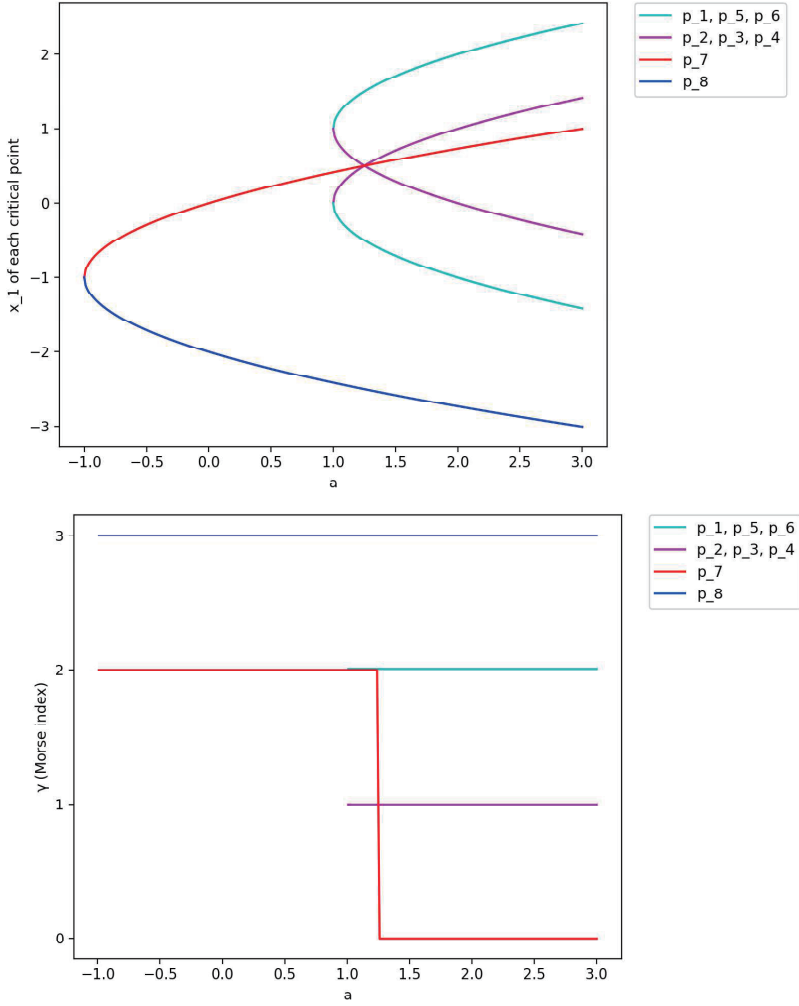 p_1, p_5, p_6
p_2, p_3, p_4
p_7
p_8
x_1 of each critical point
2
1
0
−1
−2
−3
−1.0 −0.5 0.0 0.5 1.0 1.5 2.0 2.5 3.0
a
p_1, p_5, p_6
p_2, p_3, p_4
p_7
p_8
γ (Morse index)
3
2
1
0
−1.0 −0.5 0.0 0.5 1.0 1.5 2.0 2.5 3.0
a